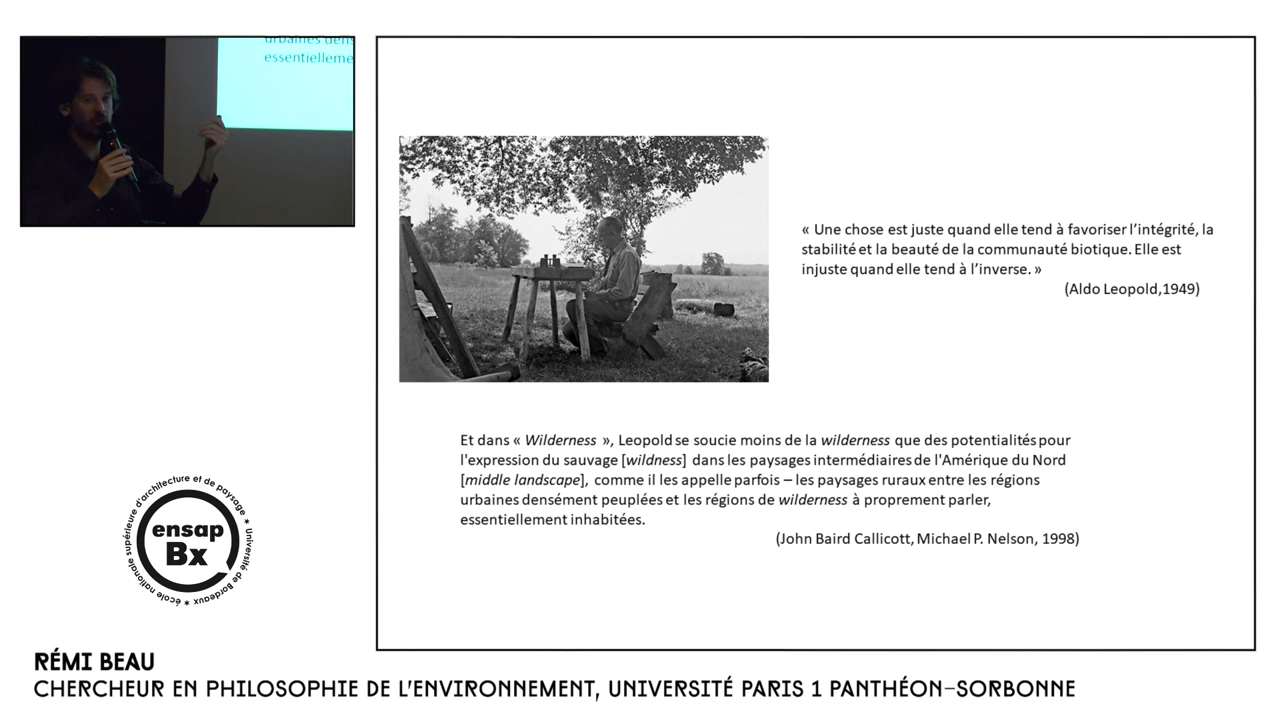 urbaines dens
essentielleme
« Une chose est juste quand elle tend à favoriser l'intégrité, la
stabilité et la beauté de la communauté biotique. Elle est
injuste quand elle tend à l'inverse. »
(Aldo Leopold,1949)
Et dans « Wilderness », Leopold se soucie moins de la wilderness que des potentialités pour
l'expression du sauvage [wildness] dans les paysages intermédiaires de l'Amérique du Nord
[middle landscape], comme il les appelle parfois – les paysages ruraux entre les régions
urbaines densément peuplées et les régions de wilderness à proprement parler,
essentiellement inhabitées.
(John Baird Callicott, Michael P. Nelson, 1998)
école nationale supérieure d'architecture et de paysage * Université de Bordeaux *
ensap
Bx
RÉMI BEAU
CHERCHEUR EN PHILOSOPHIE DE L'ENVIRONNEMENT, UNIVERSITÉ PARIS 1 PANTHÉON-SORBONNE